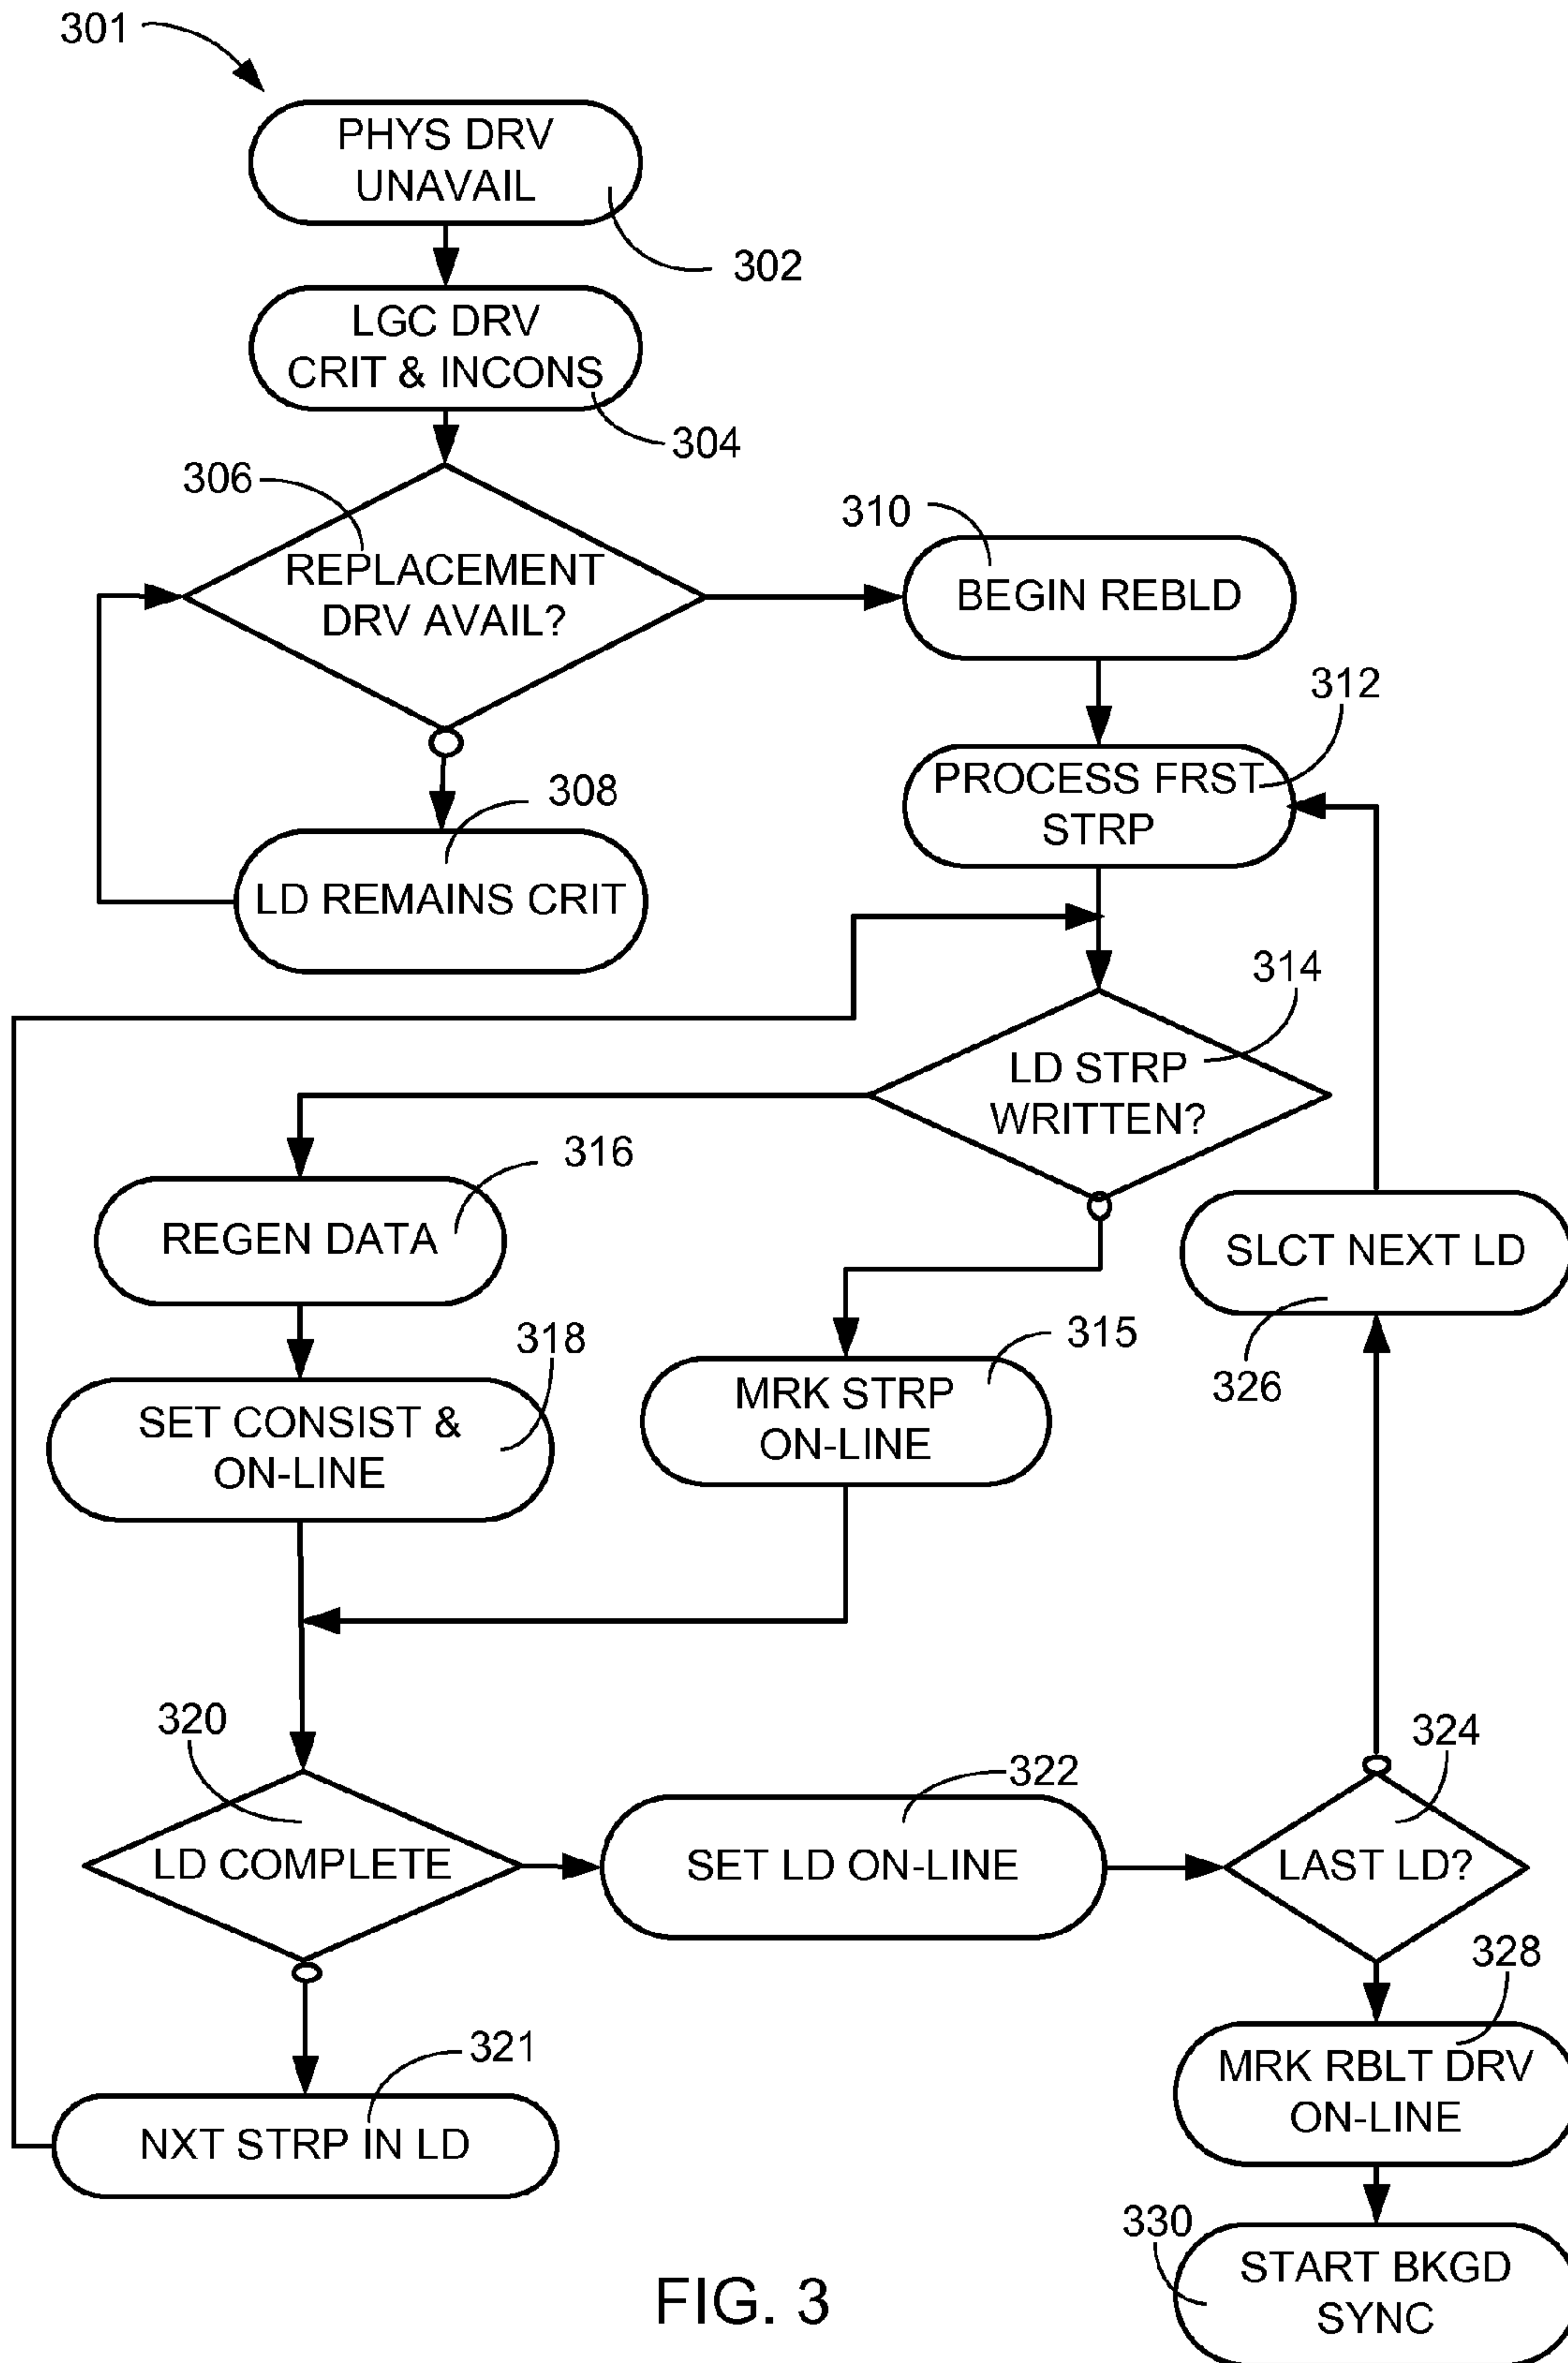 301
PHYS DRV
UNAVAIL
302
LGC DRV
CRIT & INCONS
304
306
REPLACEMENT
DRV AVAIL?
308
LD REMAINS CRIT
310
BEGIN REBLD
312
PROCESS FRST
STRP
314
LD STRP
WRITTEN?
316
REGEN DATA
318
SET CONSIST &
ON-LINE
315
MRK STRP
ON-LINE
SLCT NEXT LD
326
320
LD COMPLETE
322
SET LD ON-LINE
324
LAST LD?
321
NXT STRP IN LD
328
MRK RBLT DRV
ON-LINE
330
START BKGD
SYNC
FIG. 3